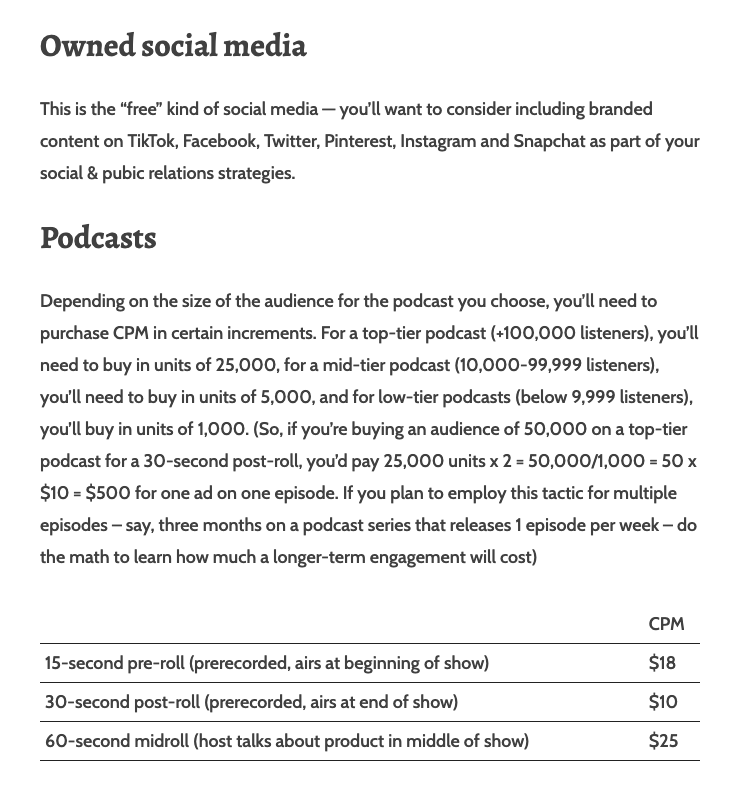 Owned social media
This is the “free” kind of social media — you’ll want to consider including branded
content on TikTok, Facebook, Twitter, Pinterest, Instagram and Snapchat as part of your
social & pubic relations strategies.
Podcasts
Depending on the size of the audience for the podcast you choose, you’ll need to
purchase CPM in certain increments. For a top-tier podcast (+100,000 listeners), you’ll
need to buy in units of 25,000, for a mid-tier podcast (10,000-99,999 listeners),
you’ll need to buy in units of 5,000, and for low-tier podcasts (below 9,999 listeners),
you’ll buy in units of 1,000. (So, if you’re buying an audience of 50,000 on a top-tier
podcast for a 30-second post-roll, you’d pay 25,000 units x 2 = 50,000/1,000 = 50 x
$10 = $500 for one ad on one episode. If you plan to employ this tactic for multiple
episodes – say, three months on a podcast series that releases 1 episode per week – do
the math to learn how much a longer-term engagement will cost)
CPM
15-second pre-roll (prerecorded, airs at beginning of show) $18
30-second post-roll (prerecorded, airs at end of show) $10
60-second midroll (host talks about product in middle of show) $25